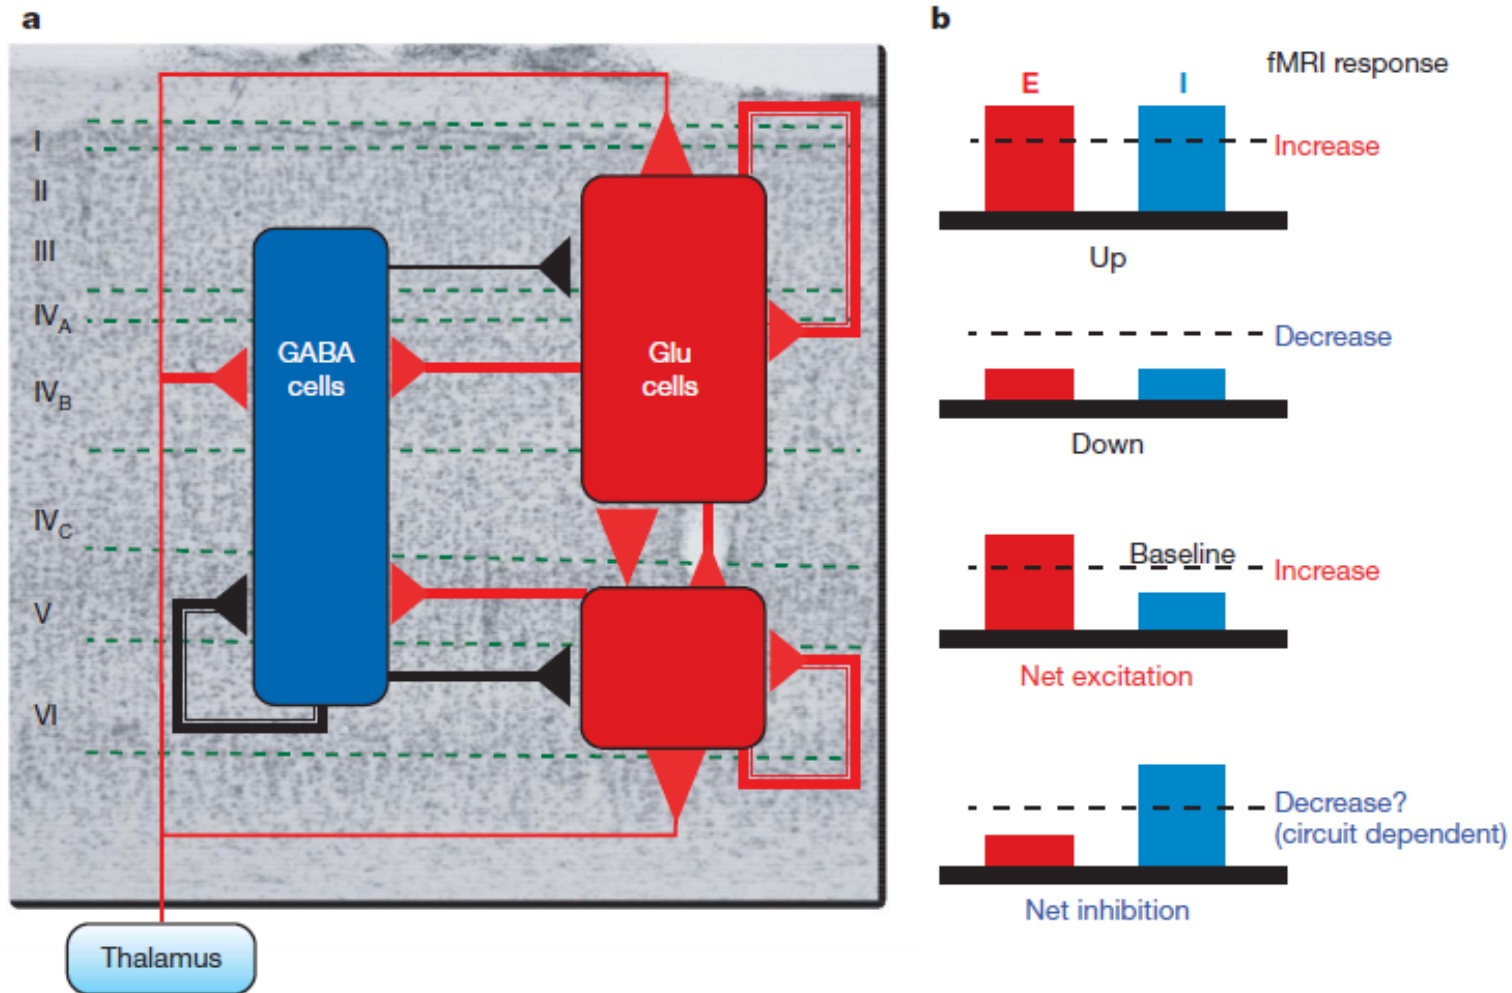 a
I
II
III
IVA
IVB
IVC
V
VI
GABA
cells
Glu
cells
Thalamus
b
fMRI response
E
I
Increase
Up
Decrease
Down
Baseline
Increase
Net excitation
Decrease?
(circuit dependent)
Net inhibition